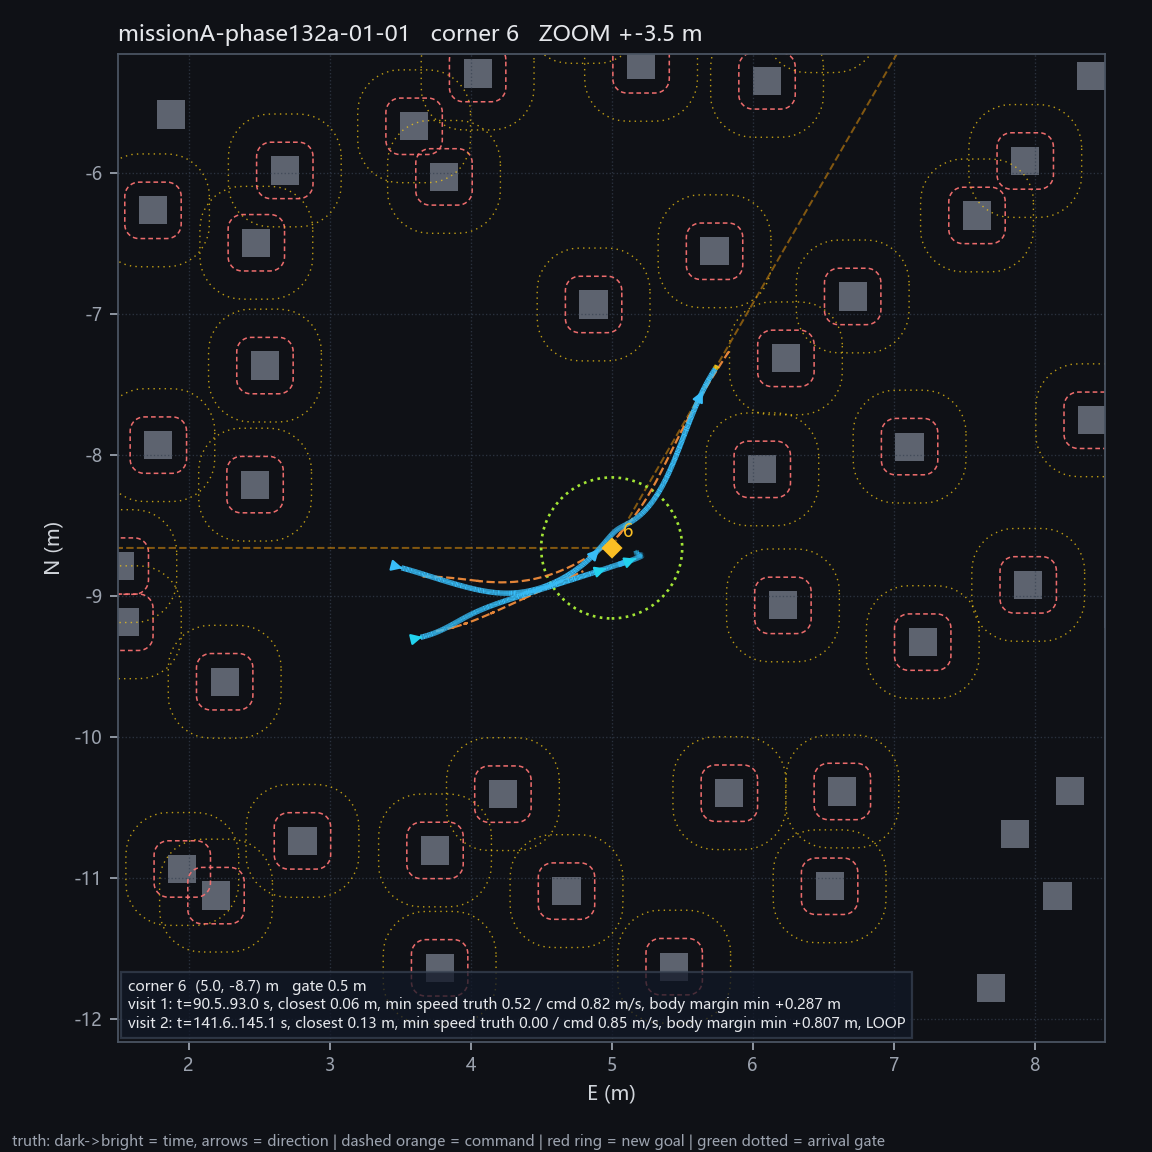 missionA-phase132a-01-01   corner 6   ZOOM +-3.5 m
N (m)
-6
-7
-8
-9
-10
-11
-12
6
corner 6  (5.0, -8.7) m   gate 0.5 m
visit 1: t=90.5..93.0 s, closest 0.06 m, min speed truth 0.52 / cmd 0.82 m/s, body margin min +0.287 m
visit 2: t=141.6..145.1 s, closest 0.13 m, min speed truth 0.00 / cmd 0.85 m/s, body margin min +0.807 m, LOOP
2 3 4 5 6 7 8
E (m)
truth: dark->bright = time, arrows = direction | dashed orange = command | red ring = new goal | green dotted = arrival gate